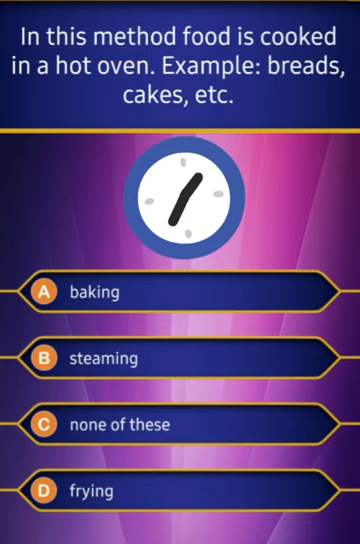 In this method food is cooked
in a hot oven. Example: breads,
cakes, etc.
A baking
B steaming
C none of these
D frying